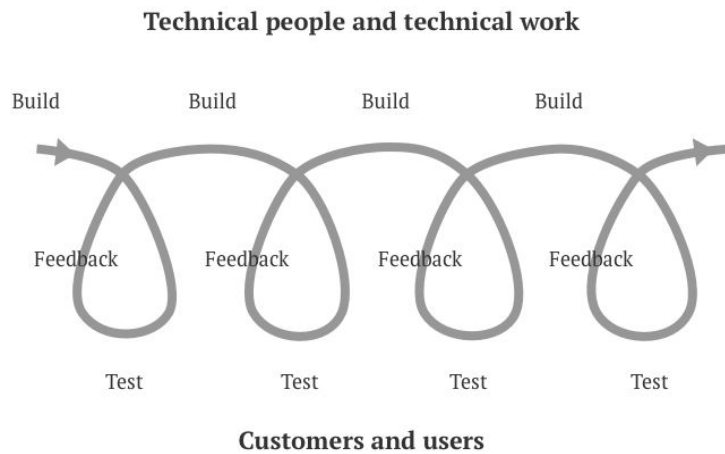 Technical people and technical work
Build Build Build Build
Feedback Feedback Feedback Feedback
Test Test Test Test
Customers and users